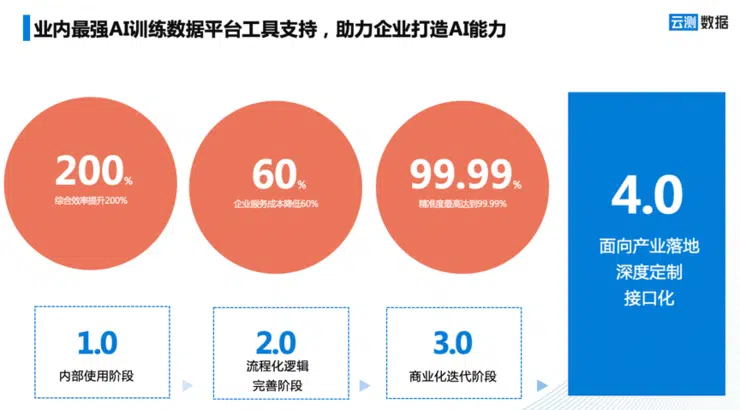 业内最强AI训练数据平台工具支持，助力企业打造AI能力
云测 数据
200%
综合效率提升200%
60%
企业服务成本降低60%
99.99%
精准度最高达到99.99%
4.0
面向产业落地
深度定制
接口化
1.0
内部使用阶段
2.0
流程化逻辑
完善阶段
3.0
商业化迭代阶段